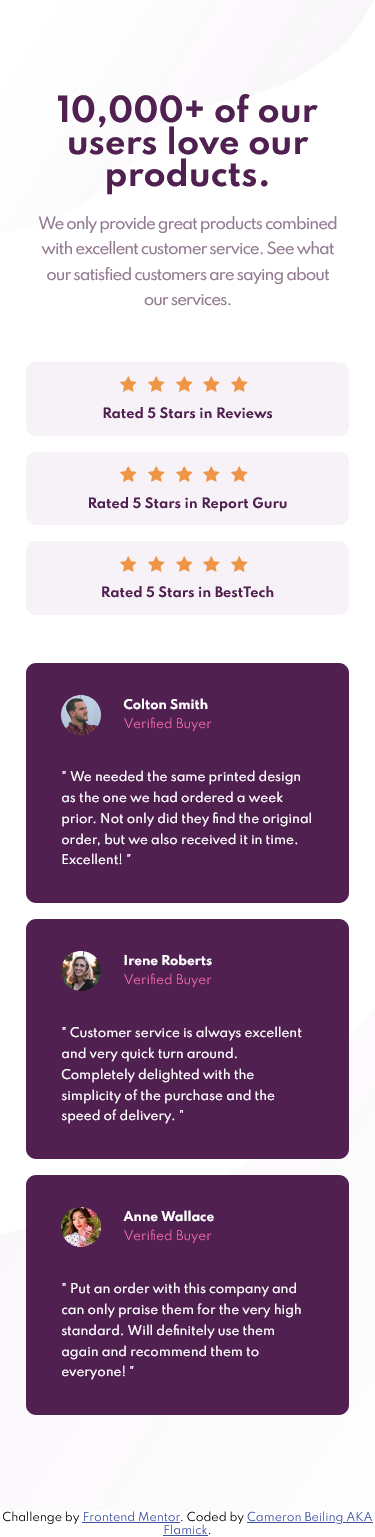 10,000+ of our
users love our
products.
We only provide great products combined
with excellent customer service. See what
our satisfied customers are saying about
our services.
Rated 5 Stars in Reviews
Rated 5 Stars in Report Guru
Rated 5 Stars in BestTech
Colton Smith
Verified Buyer
" We needed the same printed design
as the one we had ordered a week
prior. Not only did they find the original
order, but we also received it in time.
Excellent! "
Irene Roberts
Verified Buyer
" Customer service is always excellent
and very quick turn around.
Completely delighted with the
simplicity of the purchase and the
speed of delivery. "
Anne Wallace
Verified Buyer
" Put an order with this company and
can only praise them for the very high
standard. Will definitely use them
again and recommend them to
everyone! "
Challenge by Frontend Mentor. Coded by Cameron Beiling AKA
Flamick.